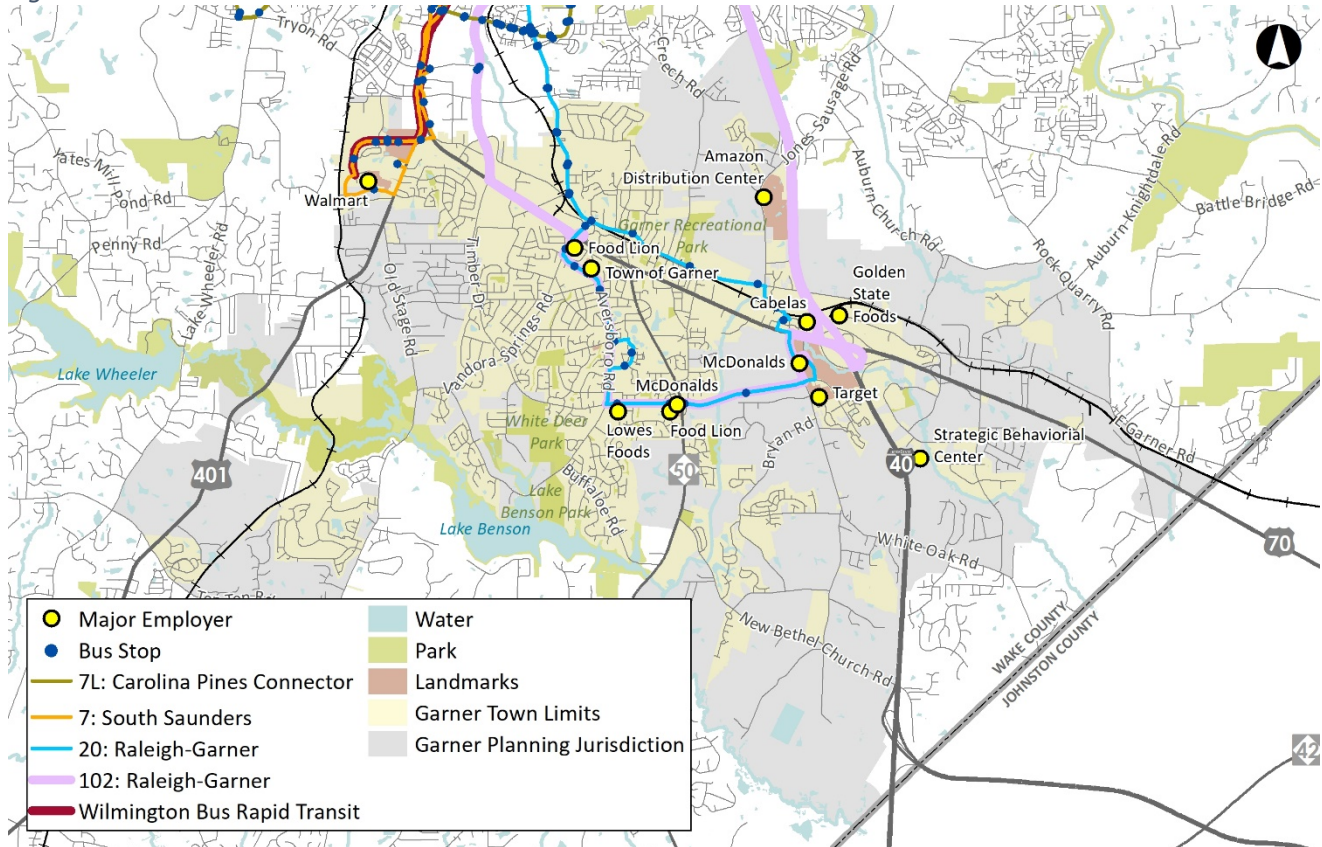 Tryon Rd
Creech Rd
Jones Sausage Rd
Yates Mill Pond Rd
Amazon
Distribution Center
Auburn Church Rd
Auburn-Knightdale Rd
Walmart
Battle Bridge Rd
Penny Rd
Lake Wheeler Rd
Garner Recreational
Park
Food Lion
Town of Garner
Timber Dr
Old Stage Rd
Rock Quarry Rd
Golden
State
Foods
Cabelas
Vandora Springs Rd
Aversboro Rd
Lake Wheeler
McDonalds
McDonalds
Target
White Deer
Park
Lowes
Foods
Food Lion
Bryan Rd
E Garner Rd
Strategic Behaviorial
Center
401
50
40
Buffaloe Rd
Lake
Benson Park
Lake Benson
White Oak Rd
70
Ten Ten Rd
New Bethel Church Rd
WAKE COUNTY
JOHNSTON COUNTY
42
Major Employer
Bus Stop
7L: Carolina Pines Connector
7: South Saunders
20: Raleigh-Garner
102: Raleigh-Garner
Wilmington Bus Rapid Transit
Water
Park
Landmarks
Garner Town Limits
Garner Planning Jurisdiction